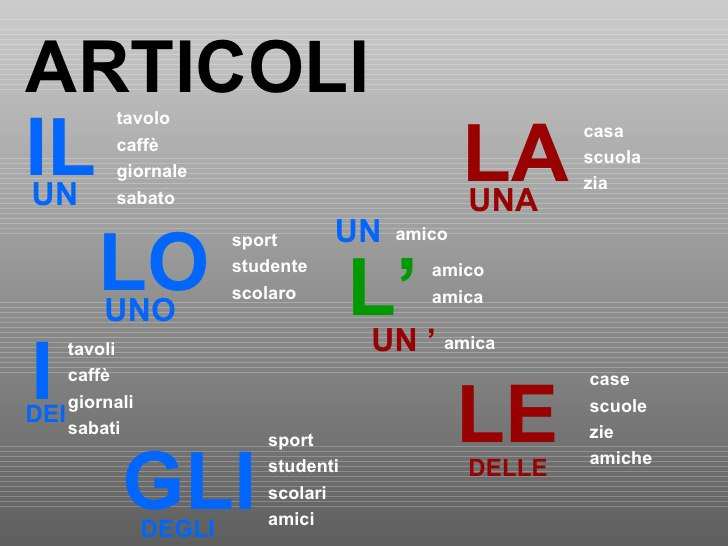 ARTICOLI
IL
UN
tavolo
caffè
giornale
sabato
LA
UNA
casa
scuola
zia
LO
UNO
sport
studente
scolaro
UN amico
L’
amico
amica
UN ’ amica
I
DEI
tavoli
caffè
giornali
sabati
LE
DELLE
case
scuole
zie
amiche
GLI
DEGLI
sport
studenti
scolari
amici